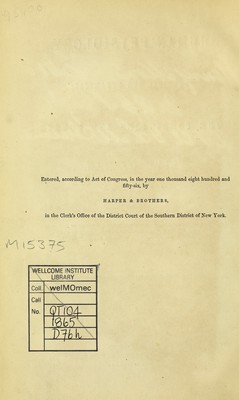 Entered, according to Act of Congress, in the year one thousand eight hundred and
fifty-six, by
HARPER & BROTHERS,
in the Clerk's Office of the District Court of the Southern District of New York.
M15375
WELLCOME INSTITUTE
LIBRARY
Coll. welMOmec
Call
No. QT104
1865
D76h